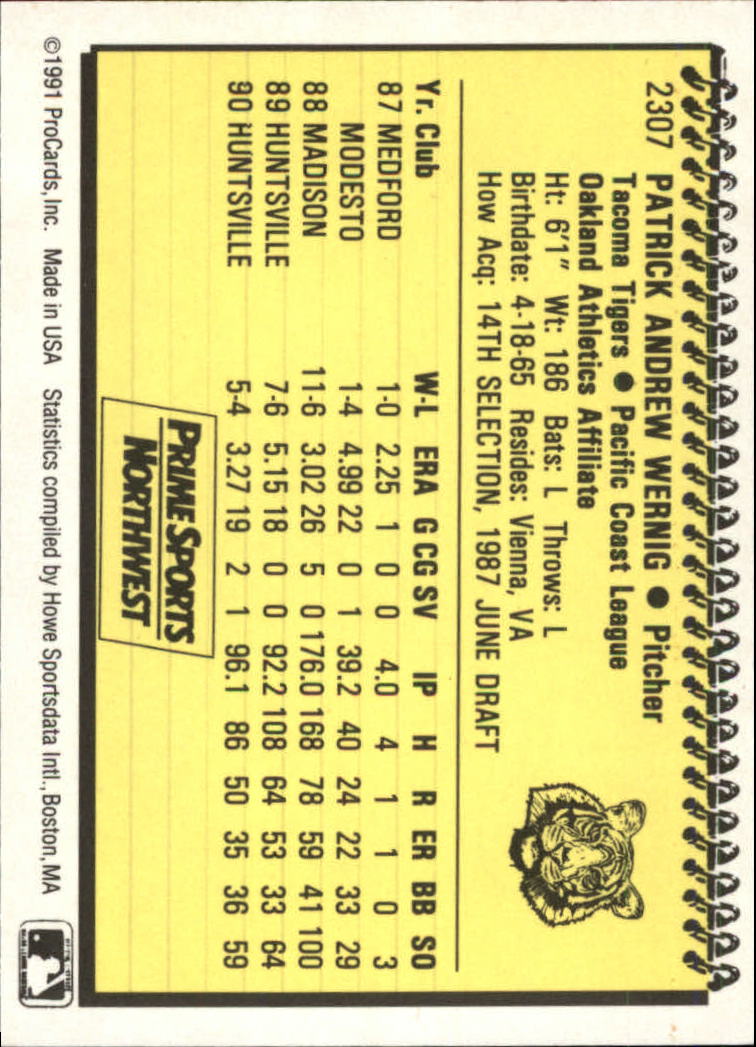 2307 PATRICK ANDREW WERNIG ● Pitcher
Tacoma Tigers ● Pacific Coast League
Oakland Athletics Affiliate
Ht: 6'1" Wt: 186 Bats: L Throws: L
Birthdate: 4-18-65 Resides: Vienna, VA
How Acq: 14TH SELECTION, 1987 JUNE DRAFT
Yr. Club W-L ERA G CG SV IP H R ER BB SO
87 MEDFORD 1-0 2.25 1 0 0 4.0 4 1 1 0 3
MODESTO 1-4 4.99 22 0 1 39.2 40 24 22 33 29
88 MADISON 11-6 3.02 26 5 0 176.0 168 78 59 41 100
89 HUNTSVILLE 7-6 5.15 18 0 0 92.2 108 64 53 33 64
90 HUNTSVILLE 5-4 3.27 19 2 1 96.1 86 50 35 36 59
PRIME SPORTS
NORTHWEST
©1991 ProCards, Inc. Made in USA Statistics compiled by Howe Sportsdata Intl., Boston, MA